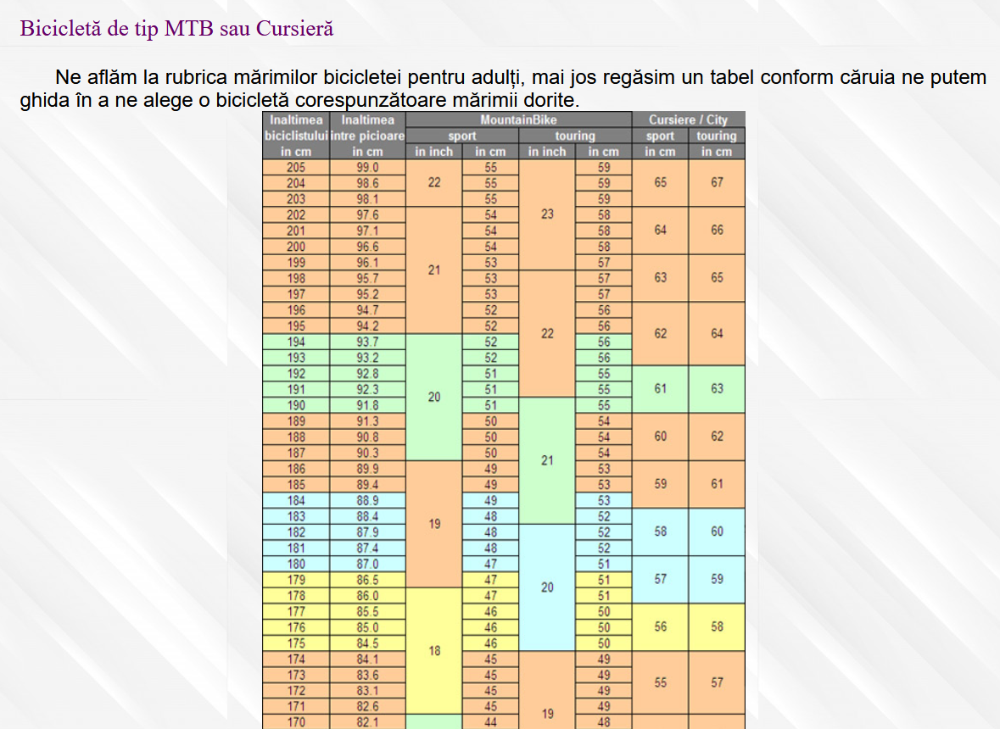 Bicicletă de tip MTB sau Cursieră
Ne aflăm la rubrica mărimilor bicicletei pentru adulți, mai jos regăsim un tabel conform căruia ne putem
ghida în a ne alege o bicicletă corespunzătoare mărimii dorite.
Inaltimea Inaltimea MountainBike Cursiere / City
biciclistului intre picioare sport touring sport touring
in cm in cm in inch in cm in inch in cm in cm in cm
205 99.0 55 59
204 98.6 22 55 59 65 67
203 98.1 55 59
202 97.6 54 23 58
201 97.1 54 58 64 66
200 96.6 54 58
199 96.1 21 53 57
198 95.7 53 57 63 65
197 95.2 53 57
196 94.7 52 56
195 94.2 52 22 56 62 64
194 93.7 52 56
193 93.2 52 56
192 92.8 51 55
191 92.3 20 51 55 61 63
190 91.8 51 55
189 91.3 50 54
188 90.8 50 54 60 62
187 90.3 50 21 54
186 89.9 49 53
185 89.4 49 53 59 61
184 88.9 49 53
183 88.4 19 48 52
182 87.9 48 52 58 60
181 87.4 48 52
180 87.0 47 51
179 86.5 47 20 51 57 59
178 86.0 47 51
177 85.5 46 50
176 85.0 46 50 56 58
175 84.5 18 46 50
174 84.1 45 49
173 83.6 45 49 55 57
172 83.1 45 49
171 82.6 45 19 49
170 82.1 44 48